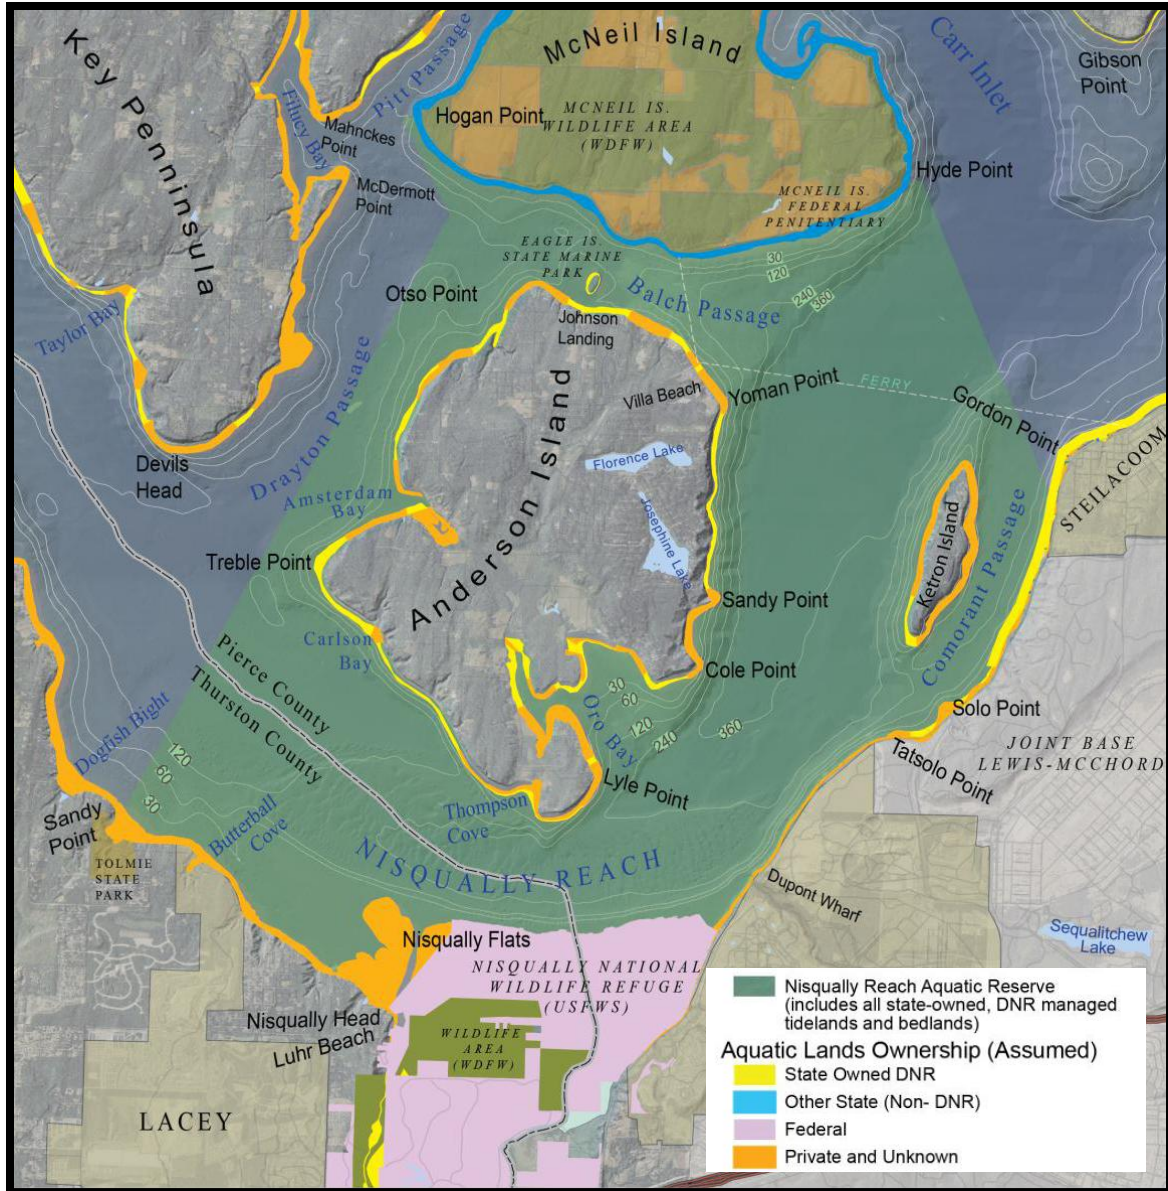 Key Penninsula
Pitt Passage
McNeil Island
Carr Inlet
Gibson
Point
Filucy Bay
Mahnckes
Point
Hogan Point
MCNEIL IS.
WILDLIFE AREA
(WDFW)
Hyde Point
McDermott
Point
MCNEIL IS.
FEDERAL
PENITENTIARY
EAGLE IS.
STATE MARINE
PARK
30
120
240
360
Otso Point
Balch Passage
Taylor Bay
Johnson
Landing
Drayton Passage
Villa Beach
Yoman Point
FERRY
Gordon Point
STEILACOOM
Devils
Head
Florence Lake
Amsterdam
Bay
Anderson Island
Josephine Lake
Ketron Island
Comorant Passage
Treble Point
Sandy Point
Carlson
Bay
Cole Point
Pierce County
Thurston County
30
60
120
240
360
Oro Bay
Solo Point
Dogfish Bight
JOINT BASE
LEWIS-MCCHORD
Tatsolo Point
120
60
30
Lyle Point
Thompson
Cove
Sandy
Point
Butterball
Cove
NISQUALLY REACH
TOLMIE
STATE
PARK
Dupont Wharf
Nisqually Flats
Sequalitchew
Lake
NISQUALLY NATIONAL
WILDLIFE REFUGE
(USFWS)
Nisqually Head
Luhr Beach
WILDLIFE
AREA
(WDFW)
LACEY
Nisqually Reach Aquatic Reserve
(includes all state-owned, DNR managed
tidelands and bedlands)
Aquatic Lands Ownership (Assumed)
State Owned DNR
Other State (Non- DNR)
Federal
Private and Unknown